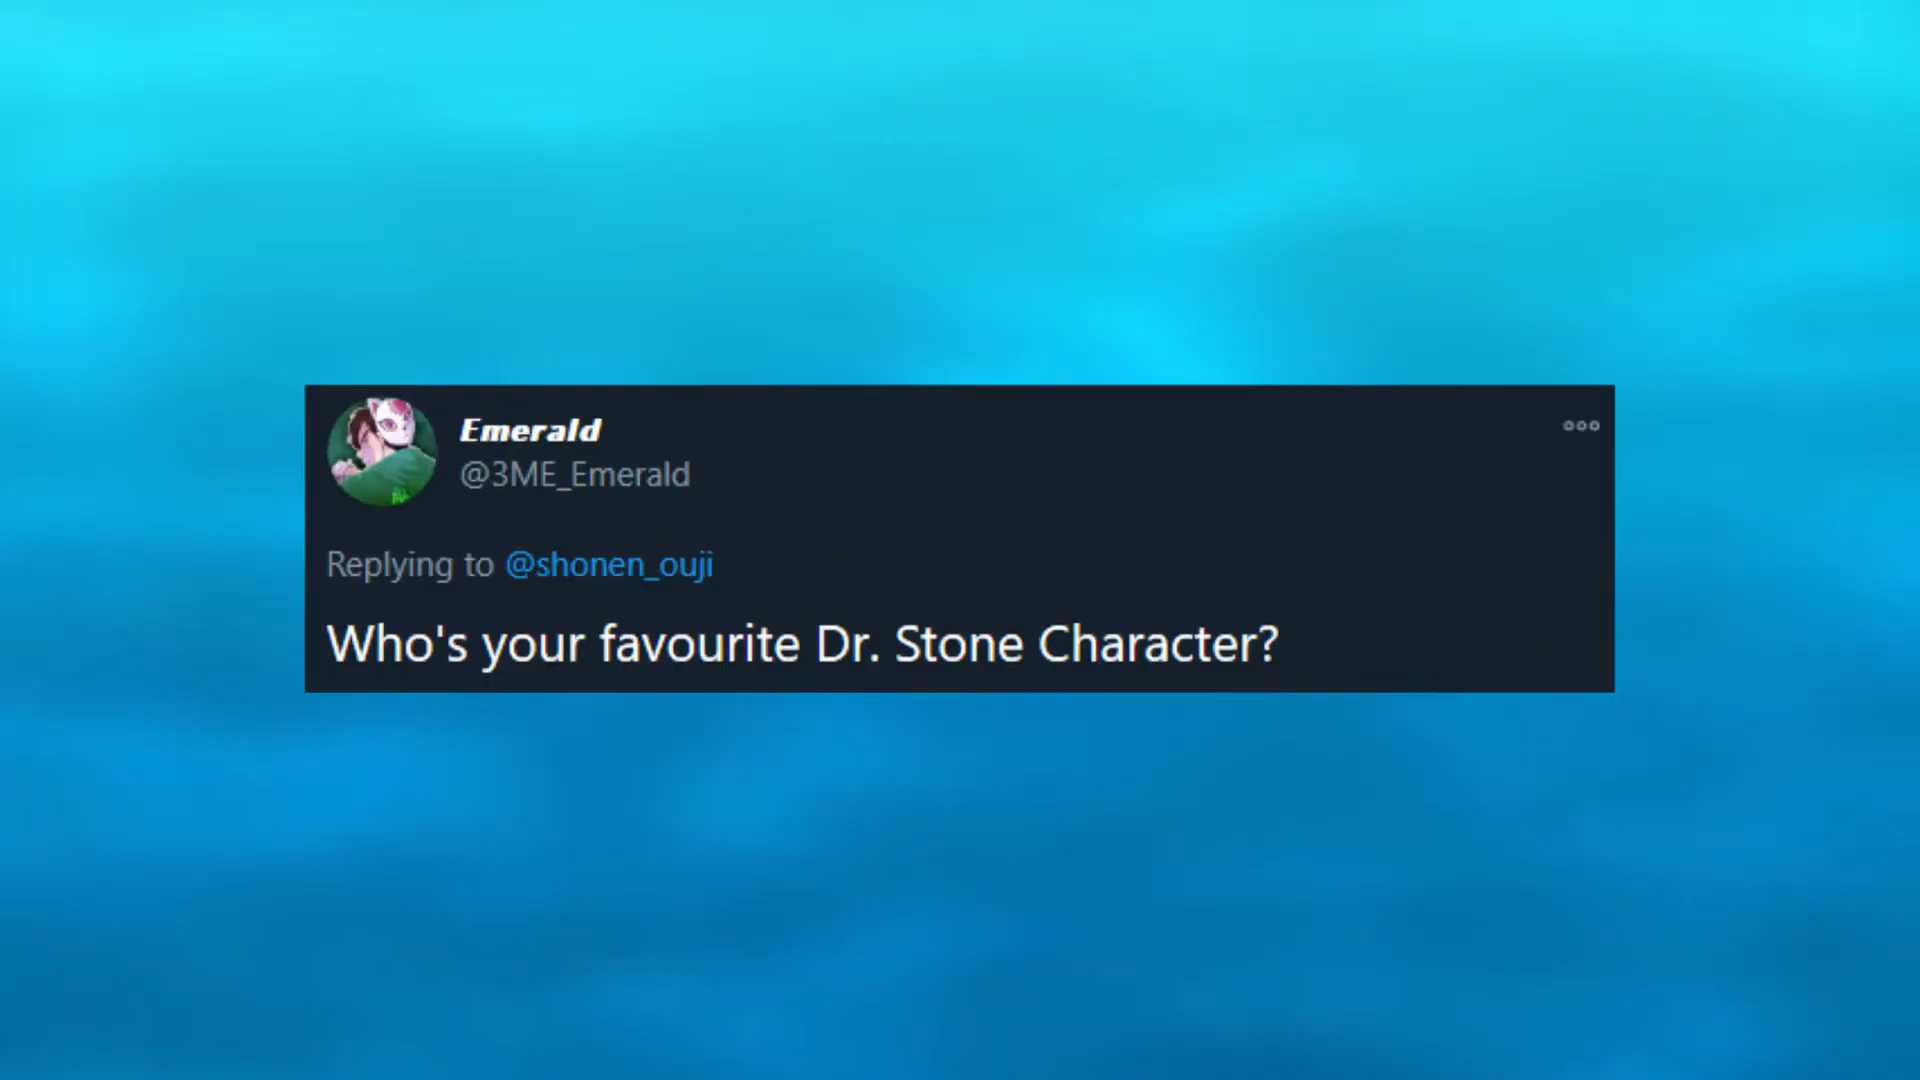 Emerald
@3ME_Emerald
Replying to @shonen_ouji
Who's your favourite Dr. Stone Character?